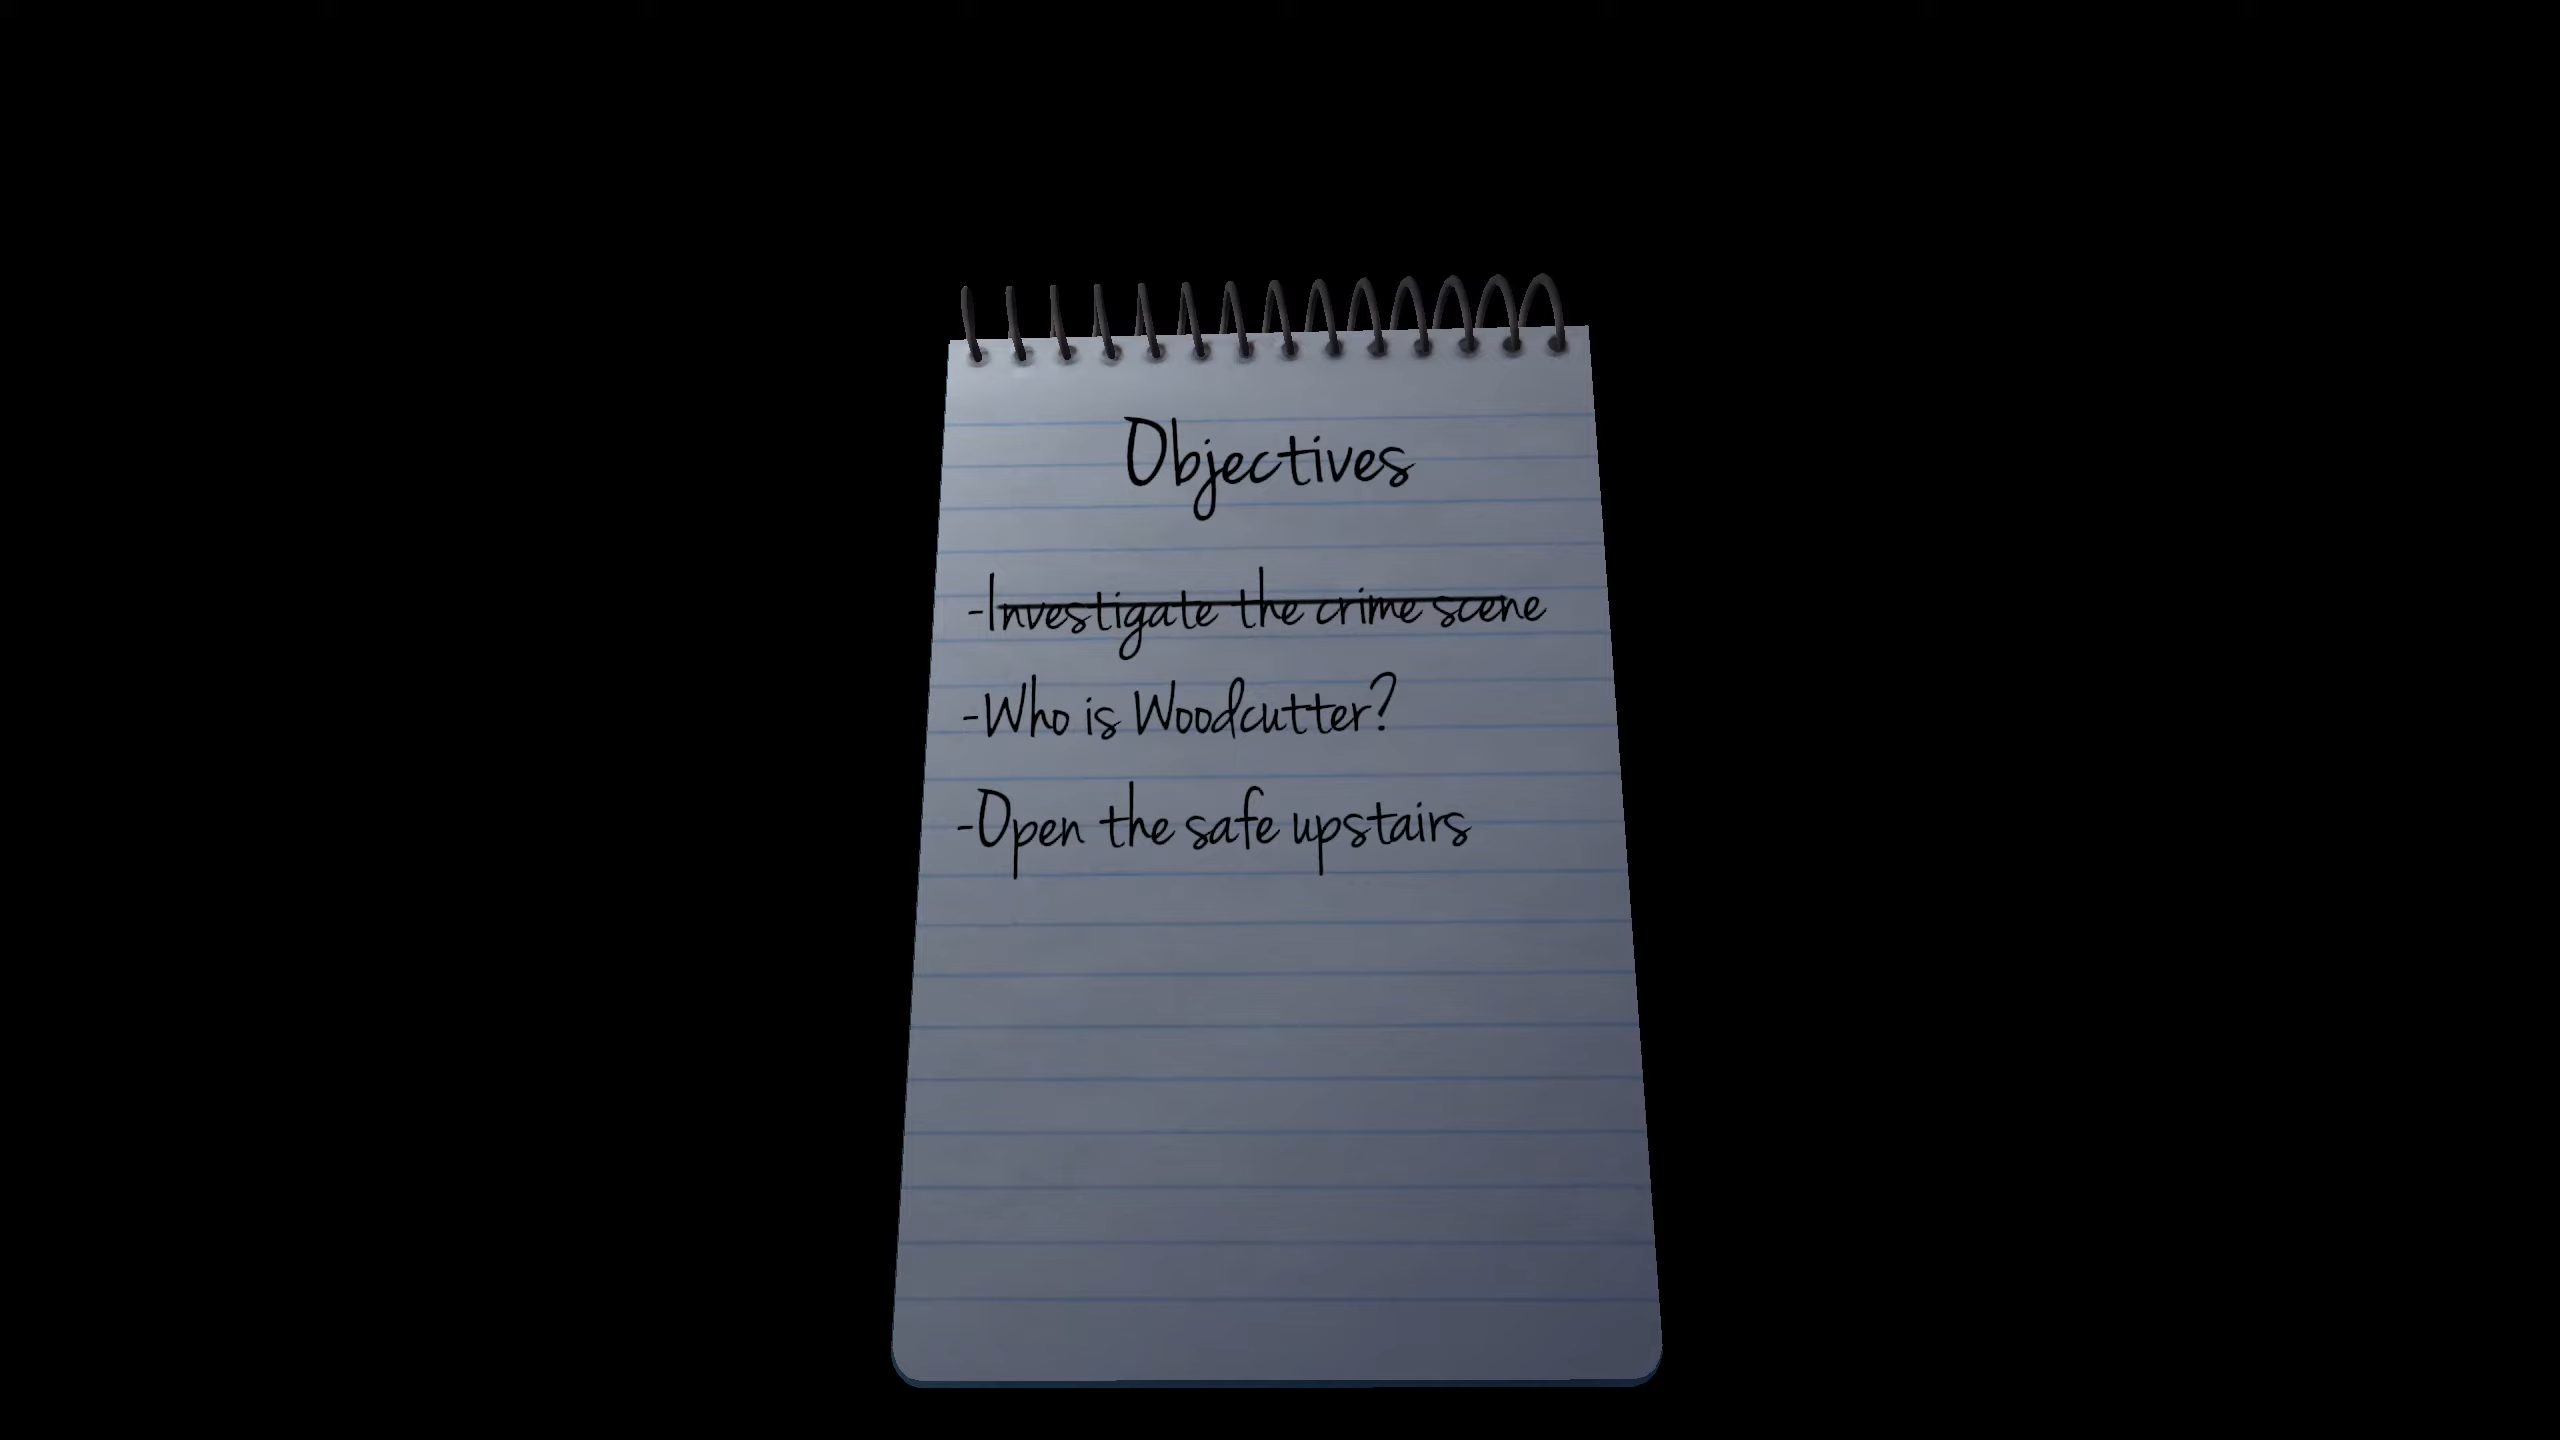 Objectives
-Investigate the crime scene
-Who is Woodcutter?
-Open the safe upstairs